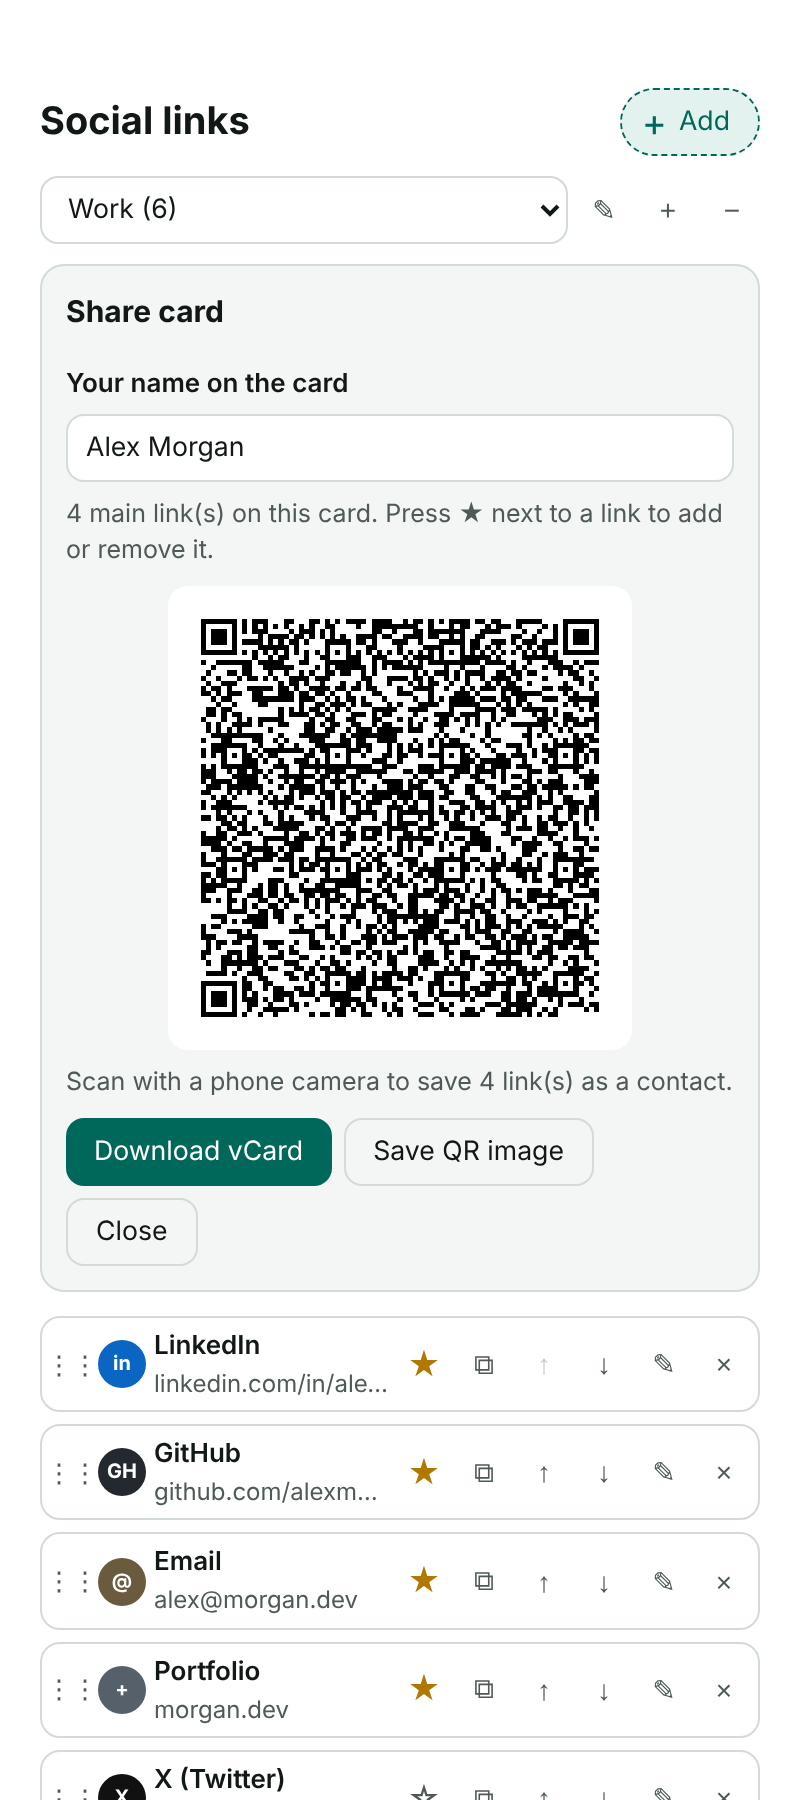 Social links
+ Add
Work (6)
✎ + −
Share card
Your name on the card
Alex Morgan
4 main link(s) on this card. Press ★ next to a link to add
or remove it.
Scan with a phone camera to save 4 link(s) as a contact.
Download vCard
Save QR image
Close
in LinkedIn
linkedin.com/in/ale...
GH GitHub
github.com/alexm...
@ Email
alex@morgan.dev
+ Portfolio
morgan.dev
X X (Twitter)